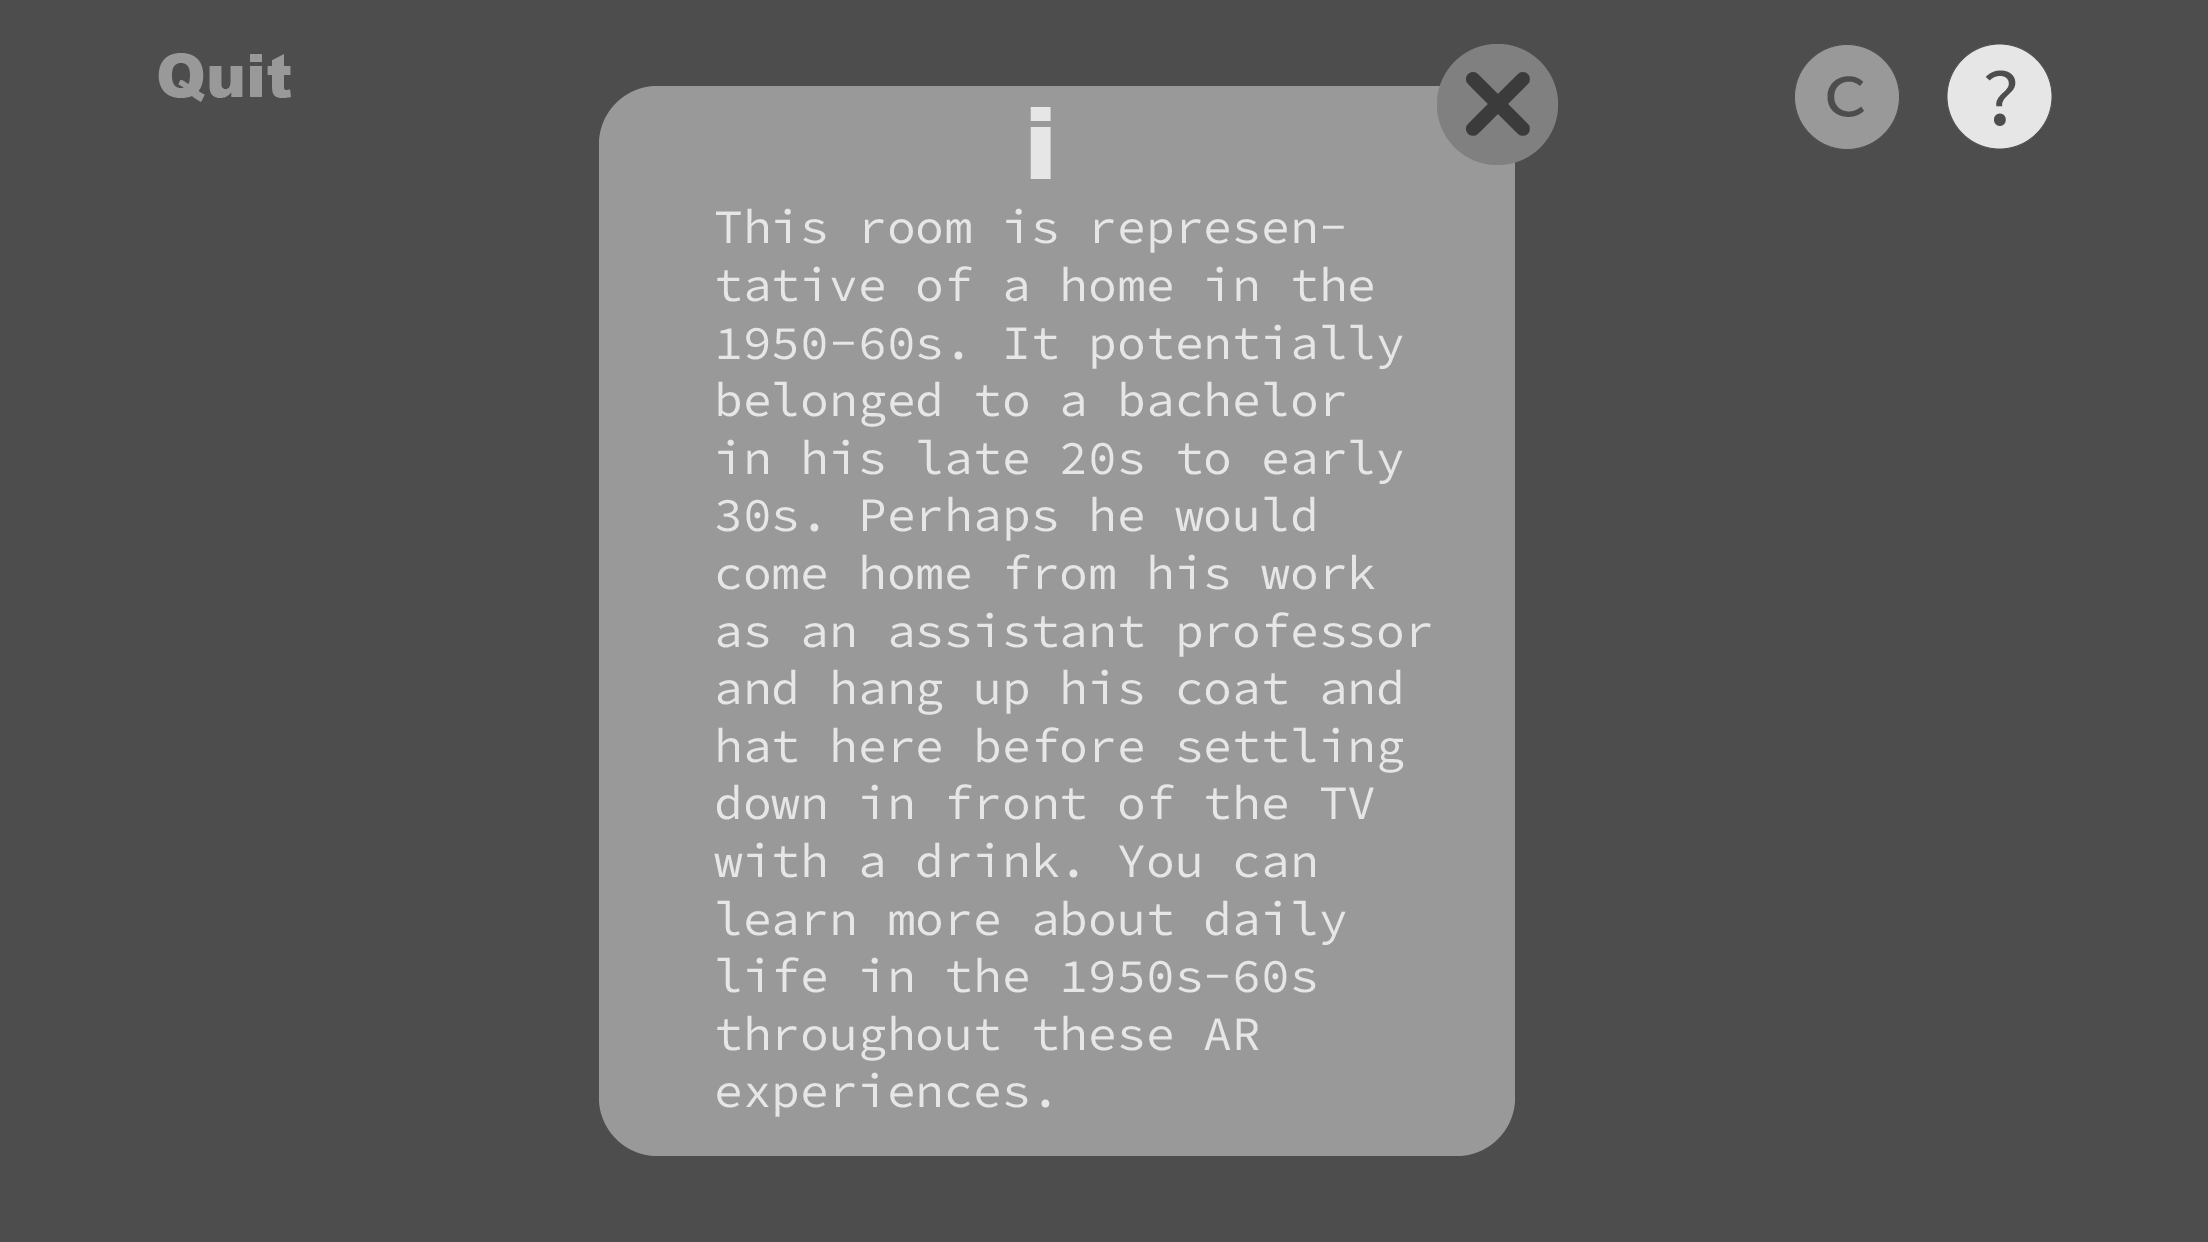 Quit
C
?
i
This room is represen-
tative of a home in the
1950-60s. It potentially
belonged to a bachelor
in his late 20s to early
30s. Perhaps he would
come home from his work
as an assistant professor
and hang up his coat and
hat here before settling
down in front of the TV
with a drink. You can
learn more about daily
life in the 1950s-60s
throughout these AR
experiences.